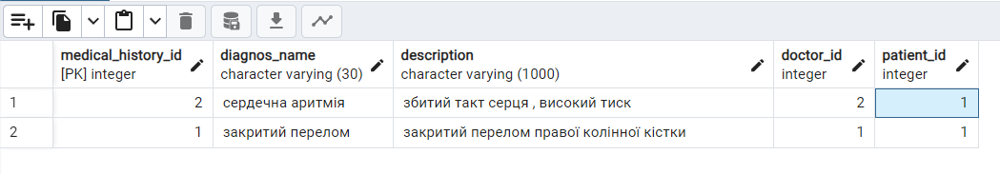 medical_history_id diagnos_name description doctor_id patient_id
[PK] integer character varying (30) character varying (1000) integer integer
1 2 сердечна аритмія збитий такт серця , високий тиск 2 1
2 1 закритий перелом закритий перелом правої колінної кістки 1 1